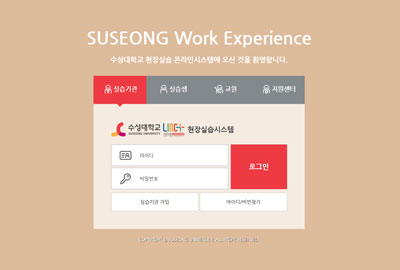 SUSEONG Work Experience
수성대학교 현장실습 온라인시스템에 오신 것을 환영합니다.
실습기관
실습생
교원
지원센터
수성대학교 LINC+ 현장실습시스템
SUSEONG UNIVERSITY
아이디
비밀번호
로그인
실습기관 가입
아이디/비번찾기